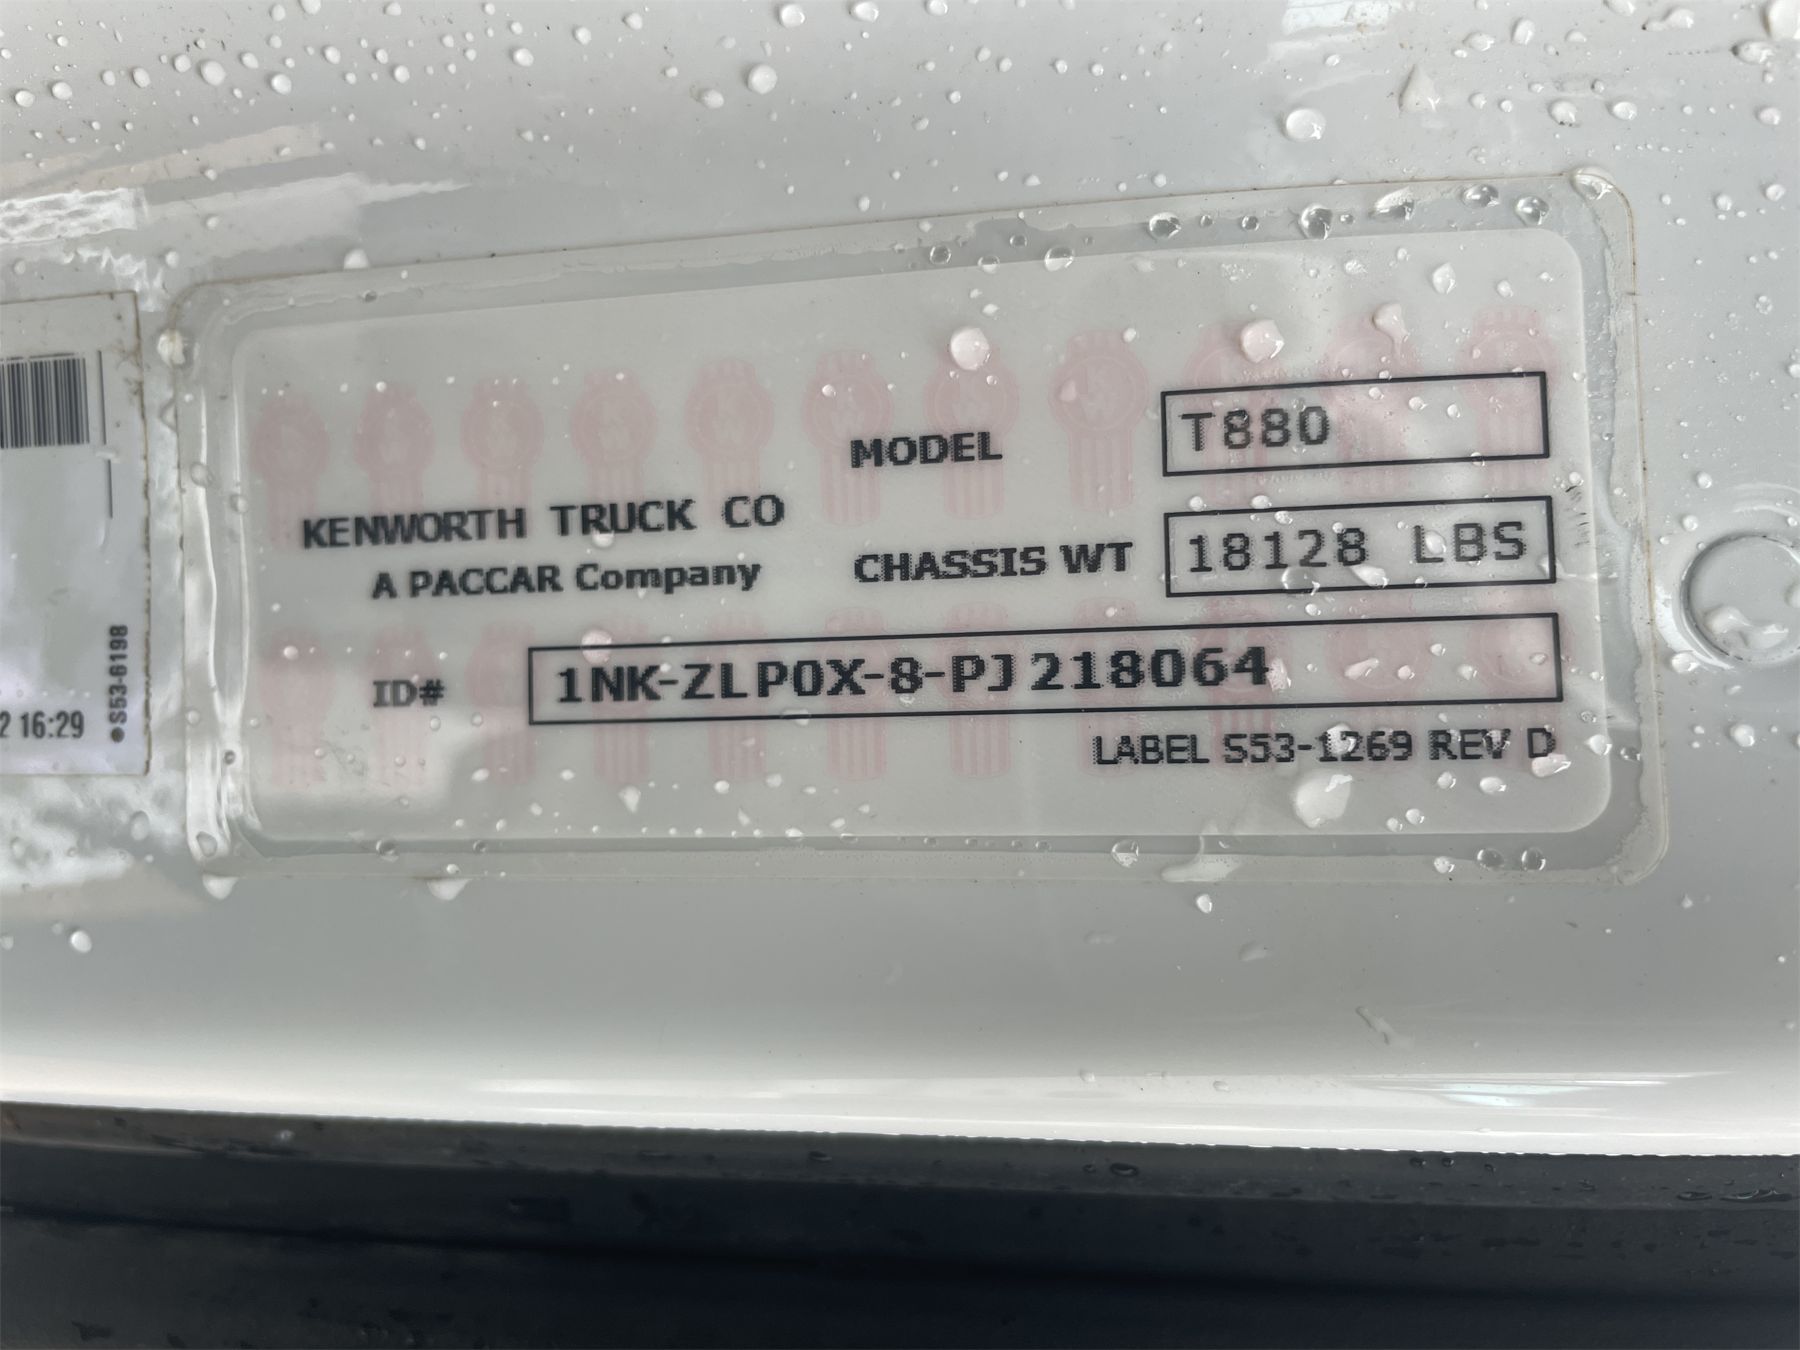 MODEL T880
KENWORTH TRUCK CO
A PACCAR Company
CHASSIS WT 18128 LBS
ID# 1NK-ZLP0X-8-PJ218064
LABEL S53-1269 REV D
2 16:29
●S53-6198